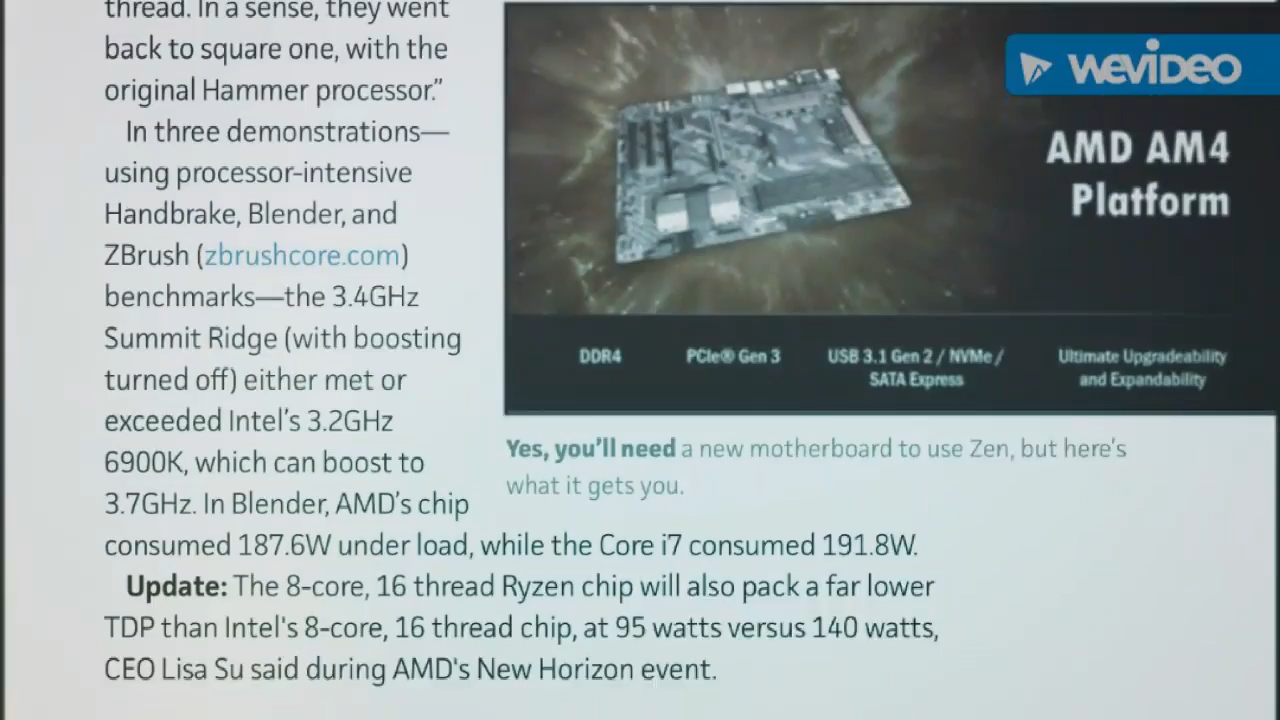 thread. In a sense, they went
back to square one, with the
original Hammer processor.”
In three demonstrations—
using processor-intensive
Handbrake, Blender, and
ZBrush (zbrushcore.com)
benchmarks—the 3.4GHz
Summit Ridge (with boosting
turned off) either met or
exceeded Intel’s 3.2GHz
6900K, which can boost to
3.7GHz. In Blender, AMD’s chip
consumed 187.6W under load, while the Core i7 consumed 191.8W.
Update: The 8-core, 16 thread Ryzen chip will also pack a far lower
TDP than Intel's 8-core, 16 thread chip, at 95 watts versus 140 watts,
CEO Lisa Su said during AMD's New Horizon event.
WEVIDEO
AMD AM4
Platform
DDR4
PCIe® Gen 3
USB 3.1 Gen 2 / NVMe /
SATA Express
Ultimate Upgradeability
and Expandability
Yes, you’ll need a new motherboard to use Zen, but here’s
what it gets you.